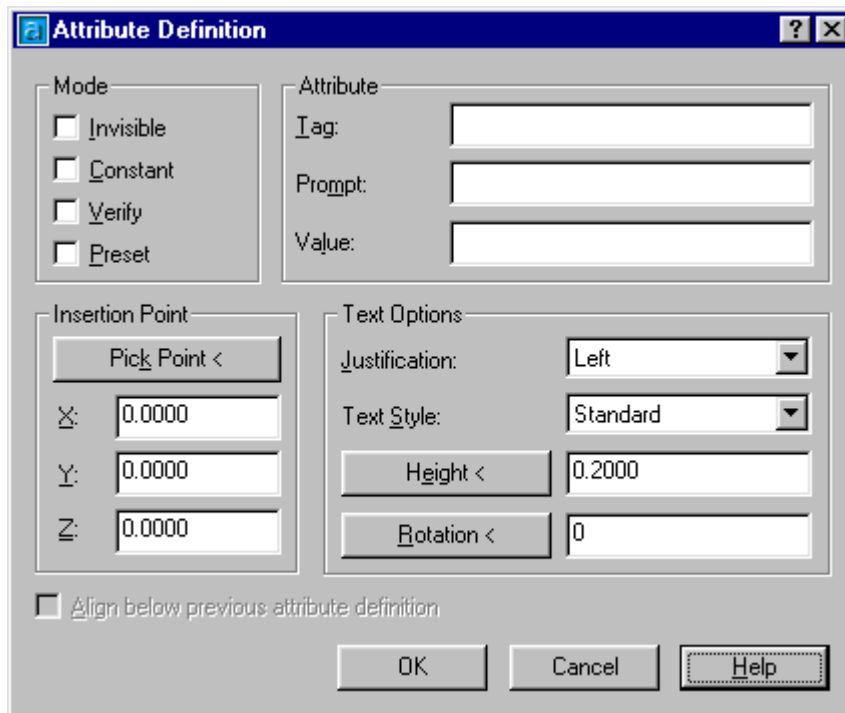 Attribute Definition
Mode
Invisible
Constant
Verify
Preset
Attribute
Tag:
Prompt:
Value:
Insertion Point
Pick Point <
X: 0.0000
Y: 0.0000
Z: 0.0000
Text Options
Justification: Left
Text Style: Standard
Height < 0.2000
Rotation < 0
Align below previous attribute definition
OK Cancel Help